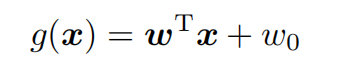 g(x) = wᵀx + w₀